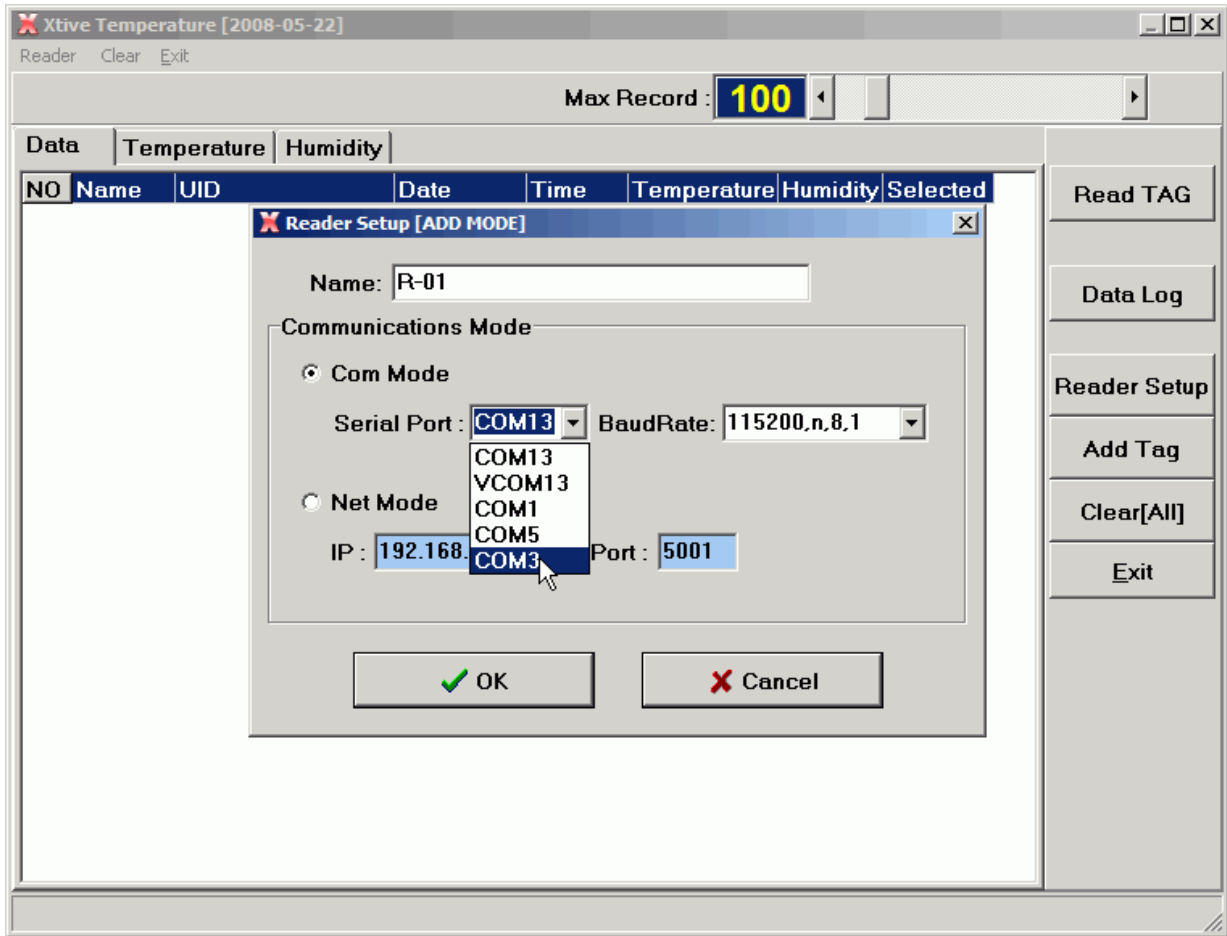 Xtive Temperature [2008-05-22]
Reader Clear Exit
Max Record : 100
Data Temperature Humidity
NO Name UID Date Time Temperature Humidity Selected
Read TAG
Data Log
Reader Setup
Add Tag
Clear[All]
Exit
Reader Setup [ADD MODE]
Name: R-01
Communications Mode
Com Mode
Serial Port : COM13 BaudRate: 115200,n,8,1
COM13
VCOM13
COM1
COM5
COM3
Net Mode
IP : 192.168. Port : 5001
OK Cancel